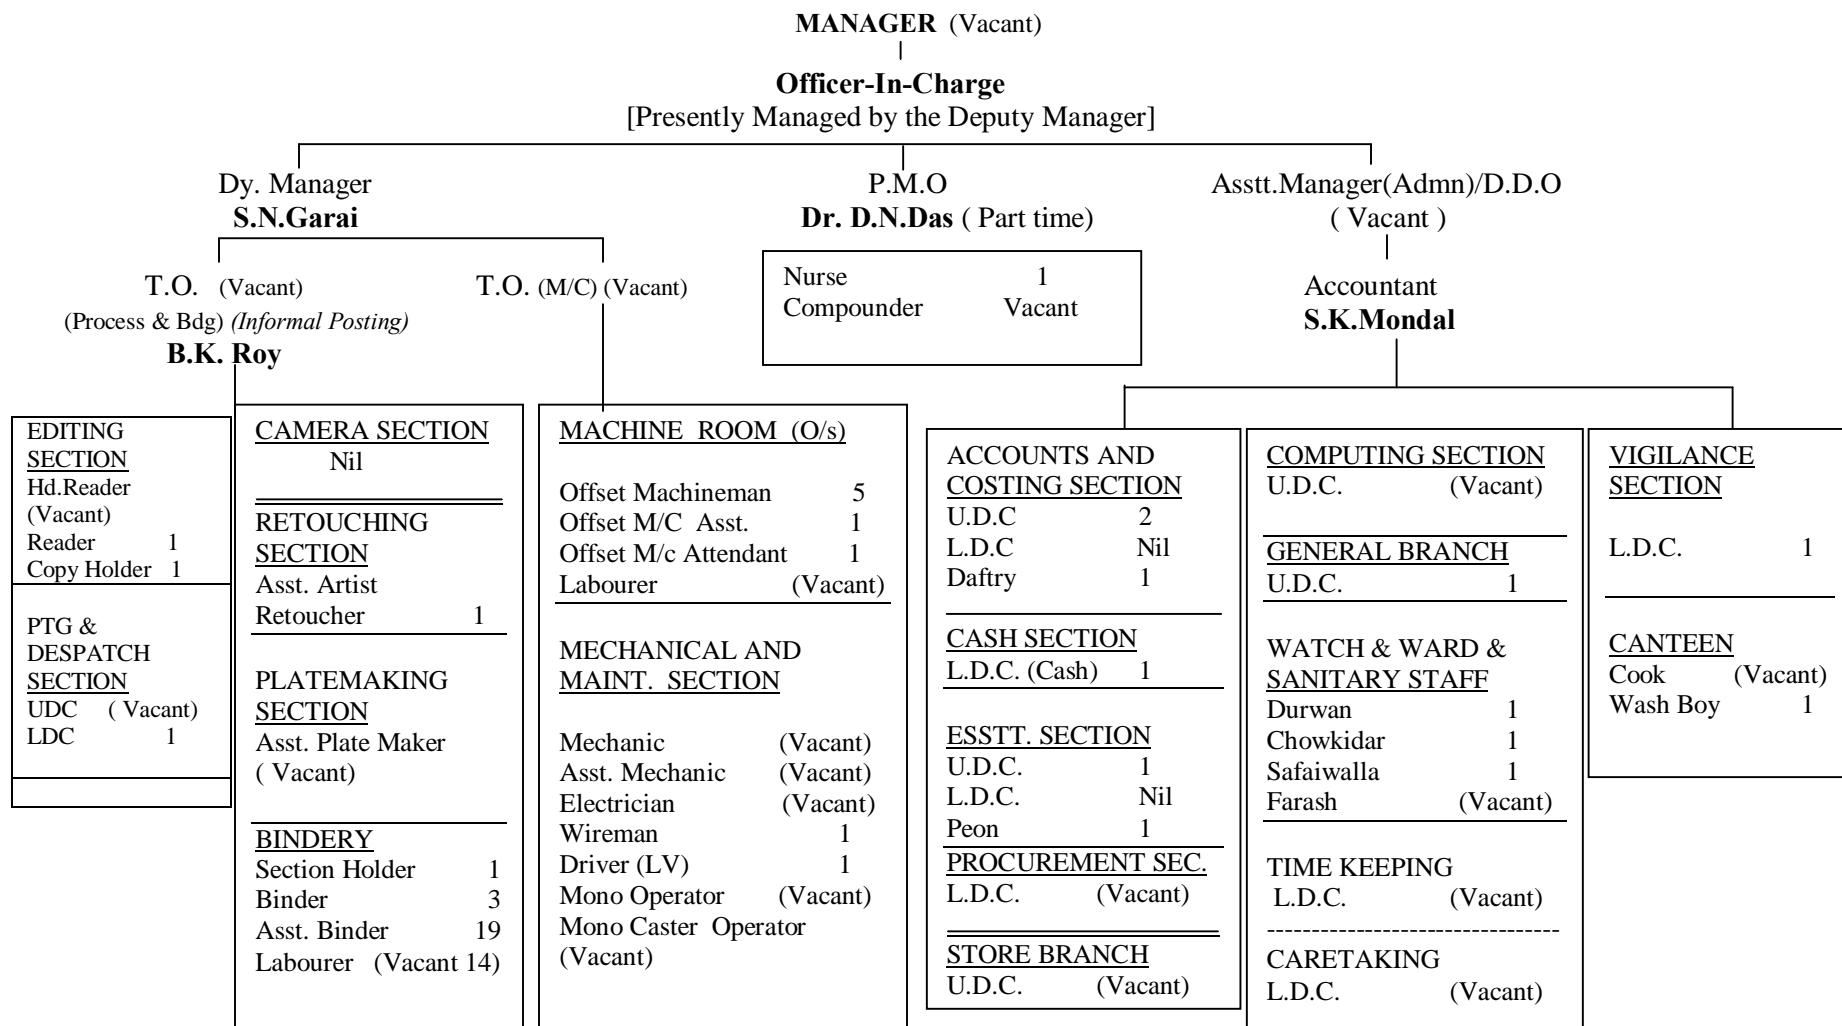 MANAGER (Vacant)
Officer-In-Charge
[Presently Managed by the Deputy Manager]
Dy. Manager
S.N.Garai
P.M.O
Dr. D.N.Das ( Part time)
Asstt.Manager(Admn)/D.D.O
( Vacant )
T.O. (Vacant)
(Process & Bdg) (Informal Posting)
B.K. Roy
T.O. (M/C) (Vacant)
Nurse 1
Compounder Vacant
Accountant
S.K.Mondal
EDITING
SECTION
Hd.Reader
(Vacant)
Reader 1
Copy Holder 1
PTG &
DESPATCH
SECTION
UDC ( Vacant)
LDC 1
CAMERA SECTION
Nil
RETOUCHING
SECTION
Asst. Artist
Retoucher 1
PLATEMAKING
SECTION
Asst. Plate Maker
( Vacant)
BINDERY
Section Holder 1
Binder 3
Asst. Binder 19
Labourer (Vacant 14)
MACHINE ROOM (O/s)
Offset Machineman 5
Offset M/C Asst. 1
Offset M/c Attendant 1
Labourer (Vacant)
MECHANICAL AND
MAINT. SECTION
Mechanic (Vacant)
Asst. Mechanic (Vacant)
Electrician (Vacant)
Wireman 1
Driver (LV) 1
Mono Operator (Vacant)
Mono Caster Operator
(Vacant)
ACCOUNTS AND
COSTING SECTION
U.D.C 2
L.D.C Nil
Daftry 1
CASH SECTION
L.D.C. (Cash) 1
ESSTT. SECTION
U.D.C. 1
L.D.C. Nil
Peon 1
PROCUREMENT SEC.
L.D.C. (Vacant)
STORE BRANCH
U.D.C. (Vacant)
COMPUTING SECTION
U.D.C. (Vacant)
GENERAL BRANCH
U.D.C. 1
WATCH & WARD &
SANITARY STAFF
Durwan 1
Chowkidar 1
Safaiwalla 1
Farash (Vacant)
TIME KEEPING
L.D.C. (Vacant)
-------------------------------
CARETAKING
L.D.C. (Vacant)
VIGILANCE
SECTION
L.D.C. 1
CANTEEN
Cook (Vacant)
Wash Boy 1